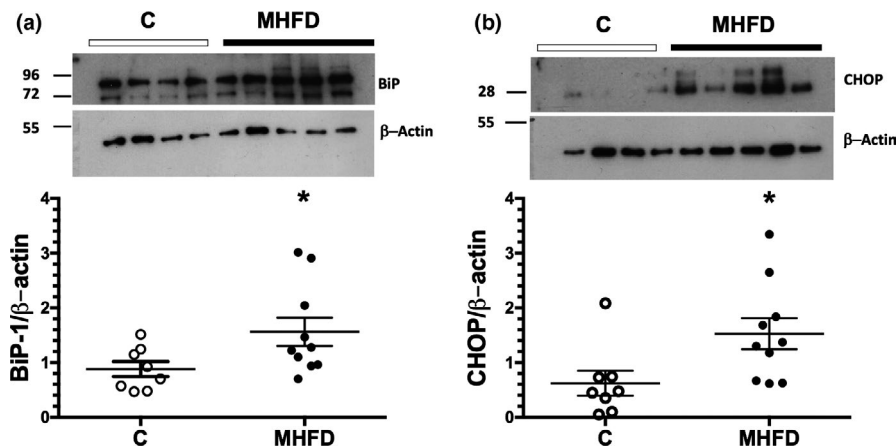 (a)
C
MHFD
96
72
BiP
55
β–Actin
4
3
2
1
0
BiP-1/β–actin
*
C
MHFD
(b)
C
MHFD
28
CHOP
55
β–Actin
4
3
2
1
0
CHOP/β–actin
*
C
MHFD